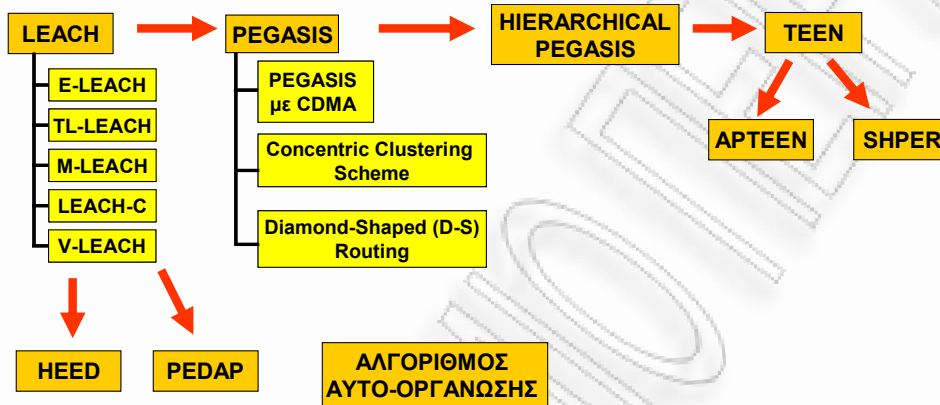 LEACH
PEGASIS
HIERARCHICAL
PEGASIS
TEEN
E-LEACH
TL-LEACH
M-LEACH
LEACH-C
V-LEACH
PEGASIS
με CDMA
Concentric Clustering
Scheme
Diamond-Shaped (D-S)
Routing
APTEEN
SHPER
HEED
PEDAP
ΑΛΓΟΡΙΘΜΟΣ
ΑΥΤΟ-ΟΡΓΑΝΩΣΗΣ